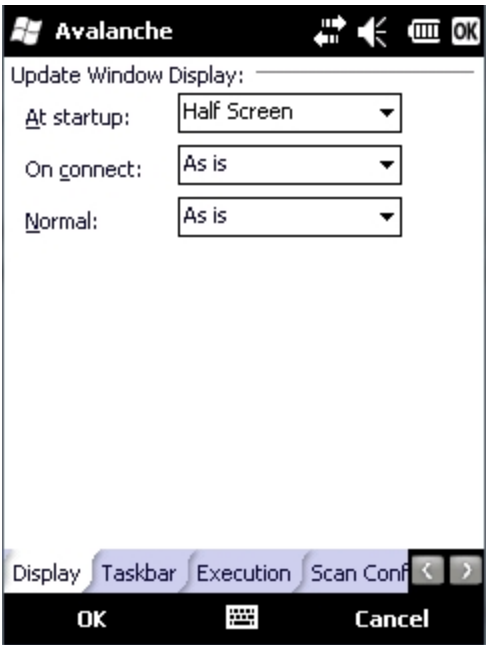 Avalanche OK
Update Window Display:
At startup: Half Screen
On connect: As is
Normal: As is
Display Taskbar Execution Scan Conf
OK Cancel